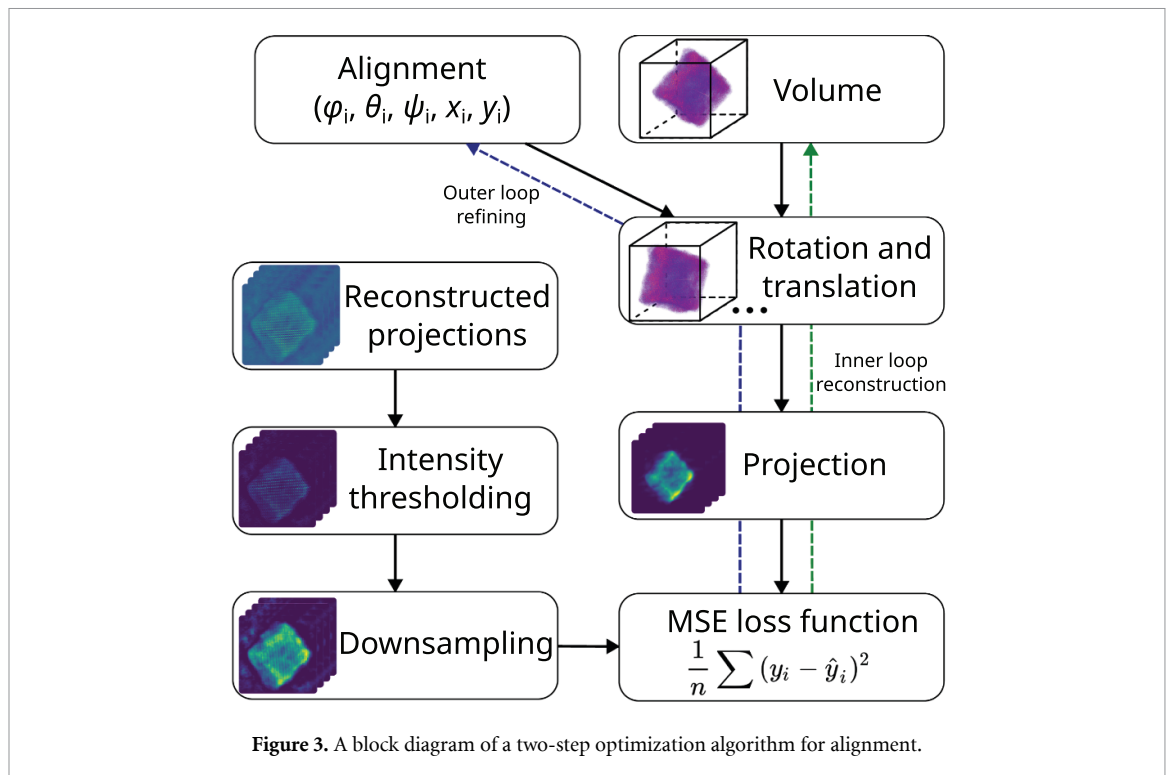 Alignment
(φi, θi, ψi, xi, yi)
Volume
Outer loop
refining
Rotation and
translation
...
Reconstructed
projections
Inner loop
reconstruction
Intensity
thresholding
Projection
Downsampling
MSE loss function
1/n ∑ (yi − ŷi)²
Figure 3. A block diagram of a two-step optimization algorithm for alignment.